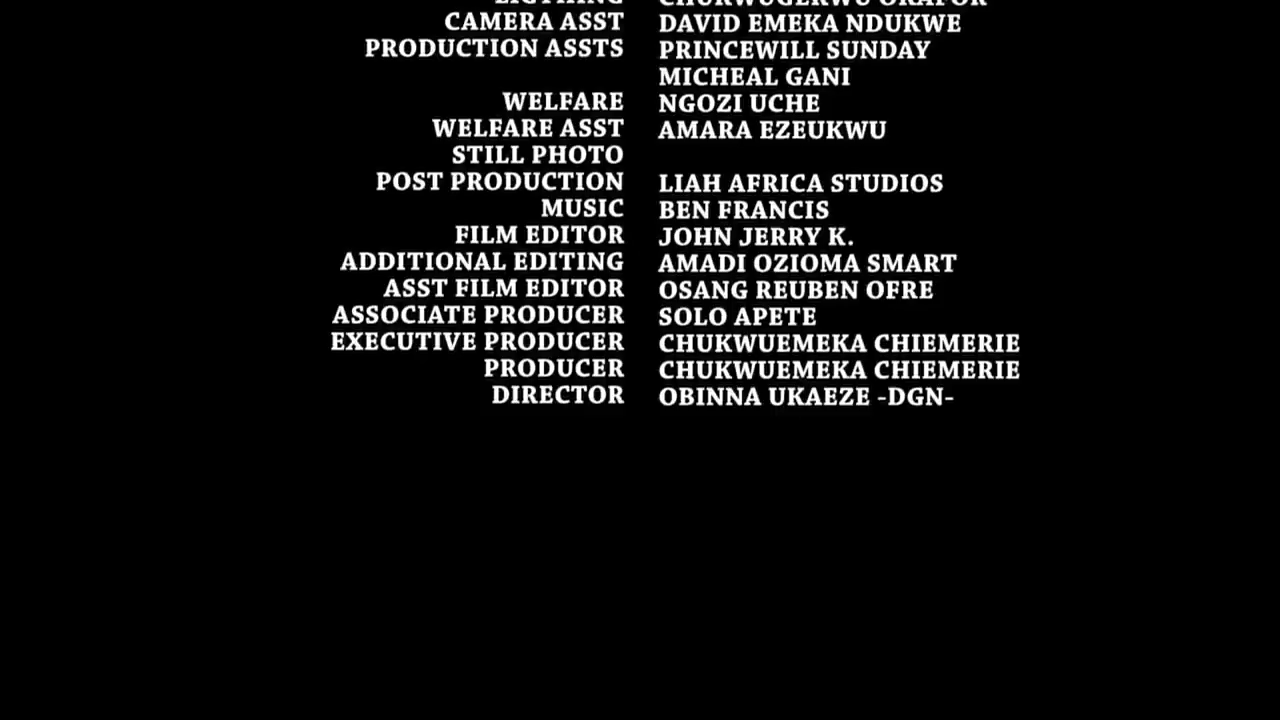 CAMERA ASST DAVID EMEKA NDUKWE
PRODUCTION ASSTS PRINCEWILL SUNDAY
MICHEAL GANI
WELFARE NGOZI UCHE
WELFARE ASST AMARA EZEUKWU
STILL PHOTO
POST PRODUCTION LIAH AFRICA STUDIOS
MUSIC BEN FRANCIS
FILM EDITOR JOHN JERRY K.
ADDITIONAL EDITING AMADI OZIOMA SMART
ASST FILM EDITOR OSANG REUBEN OFRE
ASSOCIATE PRODUCER SOLO APETE
EXECUTIVE PRODUCER CHUKWUEMEKA CHIEMERIE
PRODUCER CHUKWUEMEKA CHIEMERIE
DIRECTOR OBINNA UKAEZE -DGN-